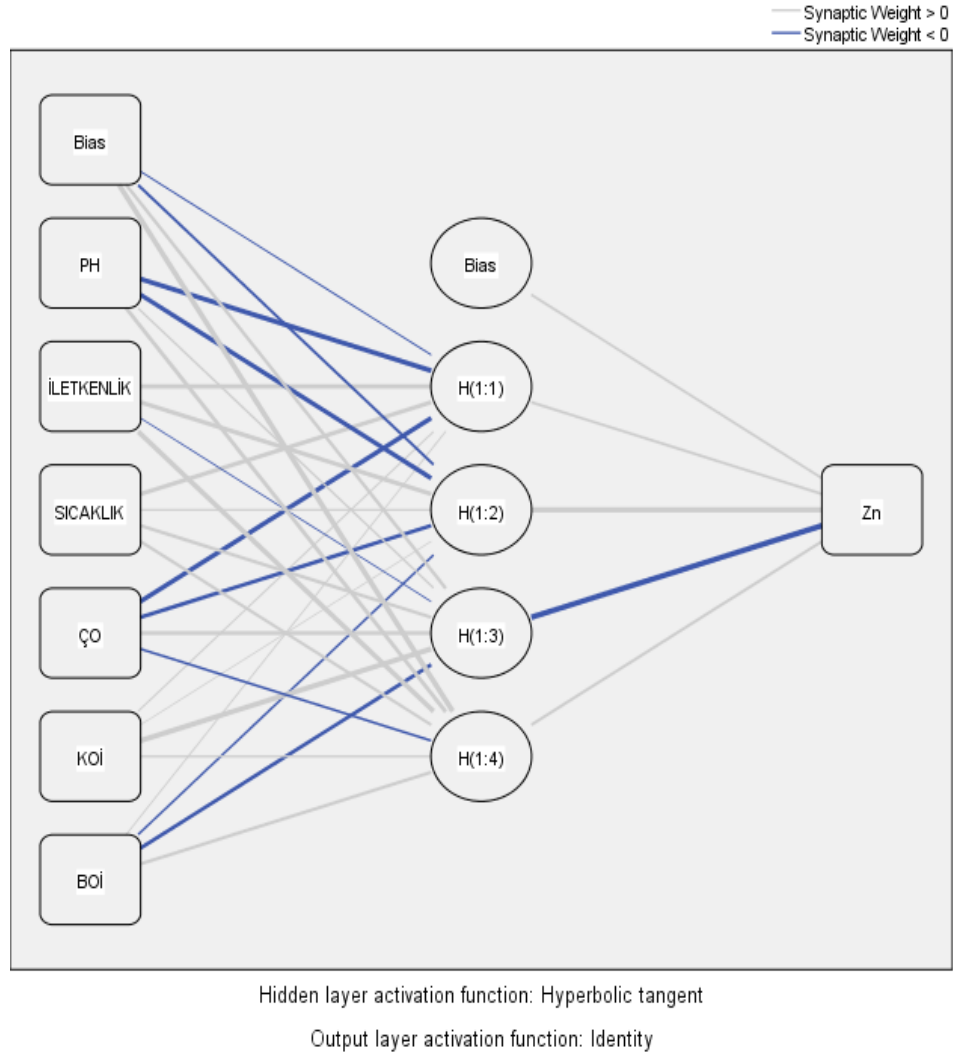 Synaptic Weight > 0
Synaptic Weight < 0
Bias
PH
İLETKENLİK
SICAKLIK
ÇO
KOİ
BOİ
Bias
H(1:1)
H(1:2)
H(1:3)
H(1:4)
Zn
Hidden layer activation function: Hyperbolic tangent
Output layer activation function: Identity